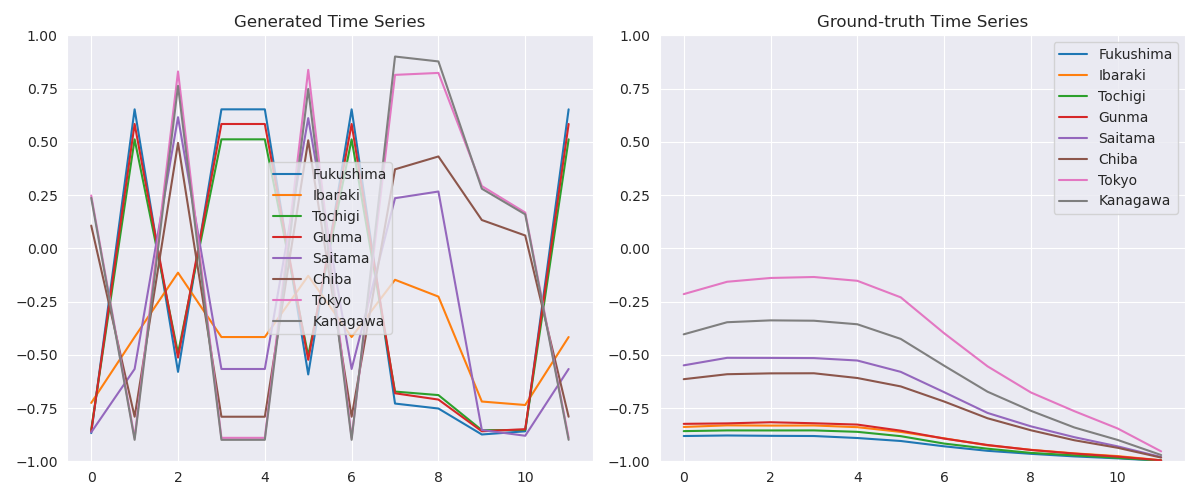 Generated Time Series
1.00
0.75
0.50
0.25
0.00
−0.25
−0.50
−0.75
−1.00
0
2
4
6
8
10
Fukushima
Ibaraki
Tochigi
Gunma
Saitama
Chiba
Tokyo
Kanagawa
Ground-truth Time Series
1.00
0.75
0.50
0.25
0.00
−0.25
−0.50
−0.75
−1.00
0
2
4
6
8
10
Fukushima
Ibaraki
Tochigi
Gunma
Saitama
Chiba
Tokyo
Kanagawa